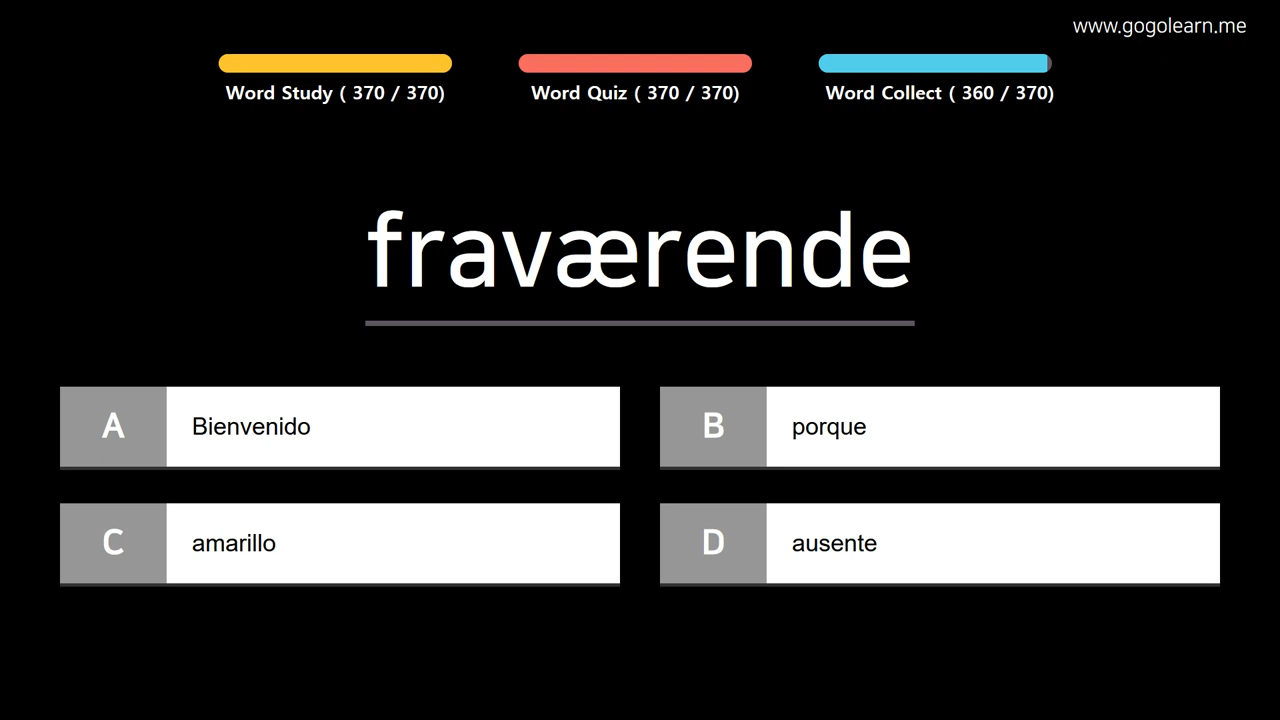 www.gogolearn.me
Word Study ( 370 / 370)
Word Quiz ( 370 / 370)
Word Collect ( 360 / 370)
fraværende
A
Bienvenido
B
porque
C
amarillo
D
ausente